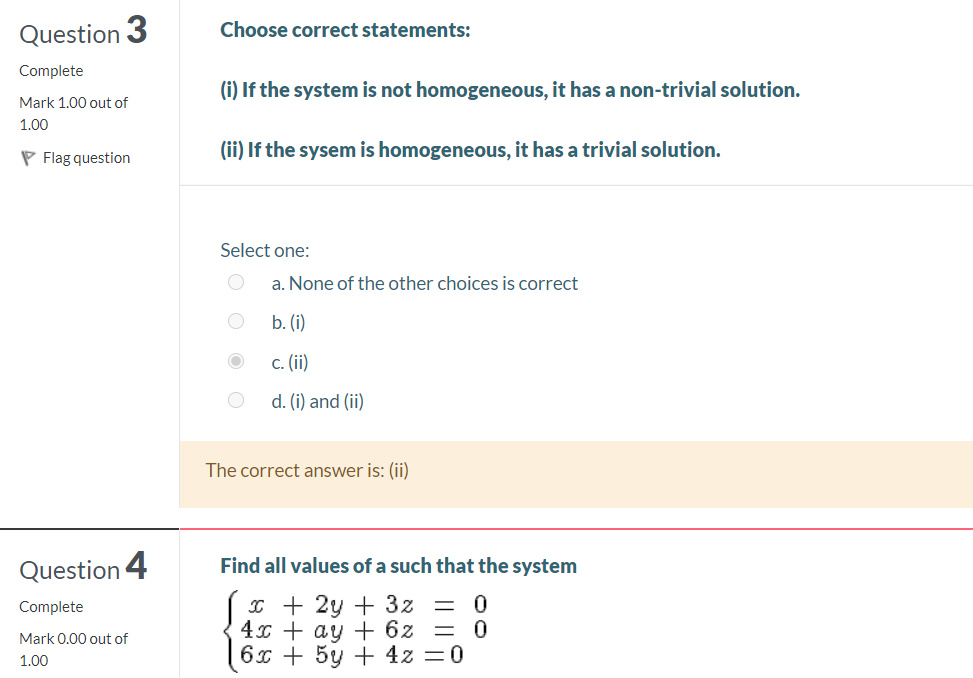 Question 3
Complete
Mark 1.00 out of
1.00
Flag question
Choose correct statements:
(i) If the system is not homogeneous, it has a non-trivial solution.
(ii) If the sysem is homogeneous, it has a trivial solution.
Select one:
a. None of the other choices is correct
b. (i)
c. (ii)
d. (i) and (ii)
The correct answer is: (ii)
Question 4
Complete
Mark 0.00 out of
1.00
Find all values of a such that the system
x + 2y + 3z = 0
4x + ay + 6z = 0
6x + 5y + 4z = 0